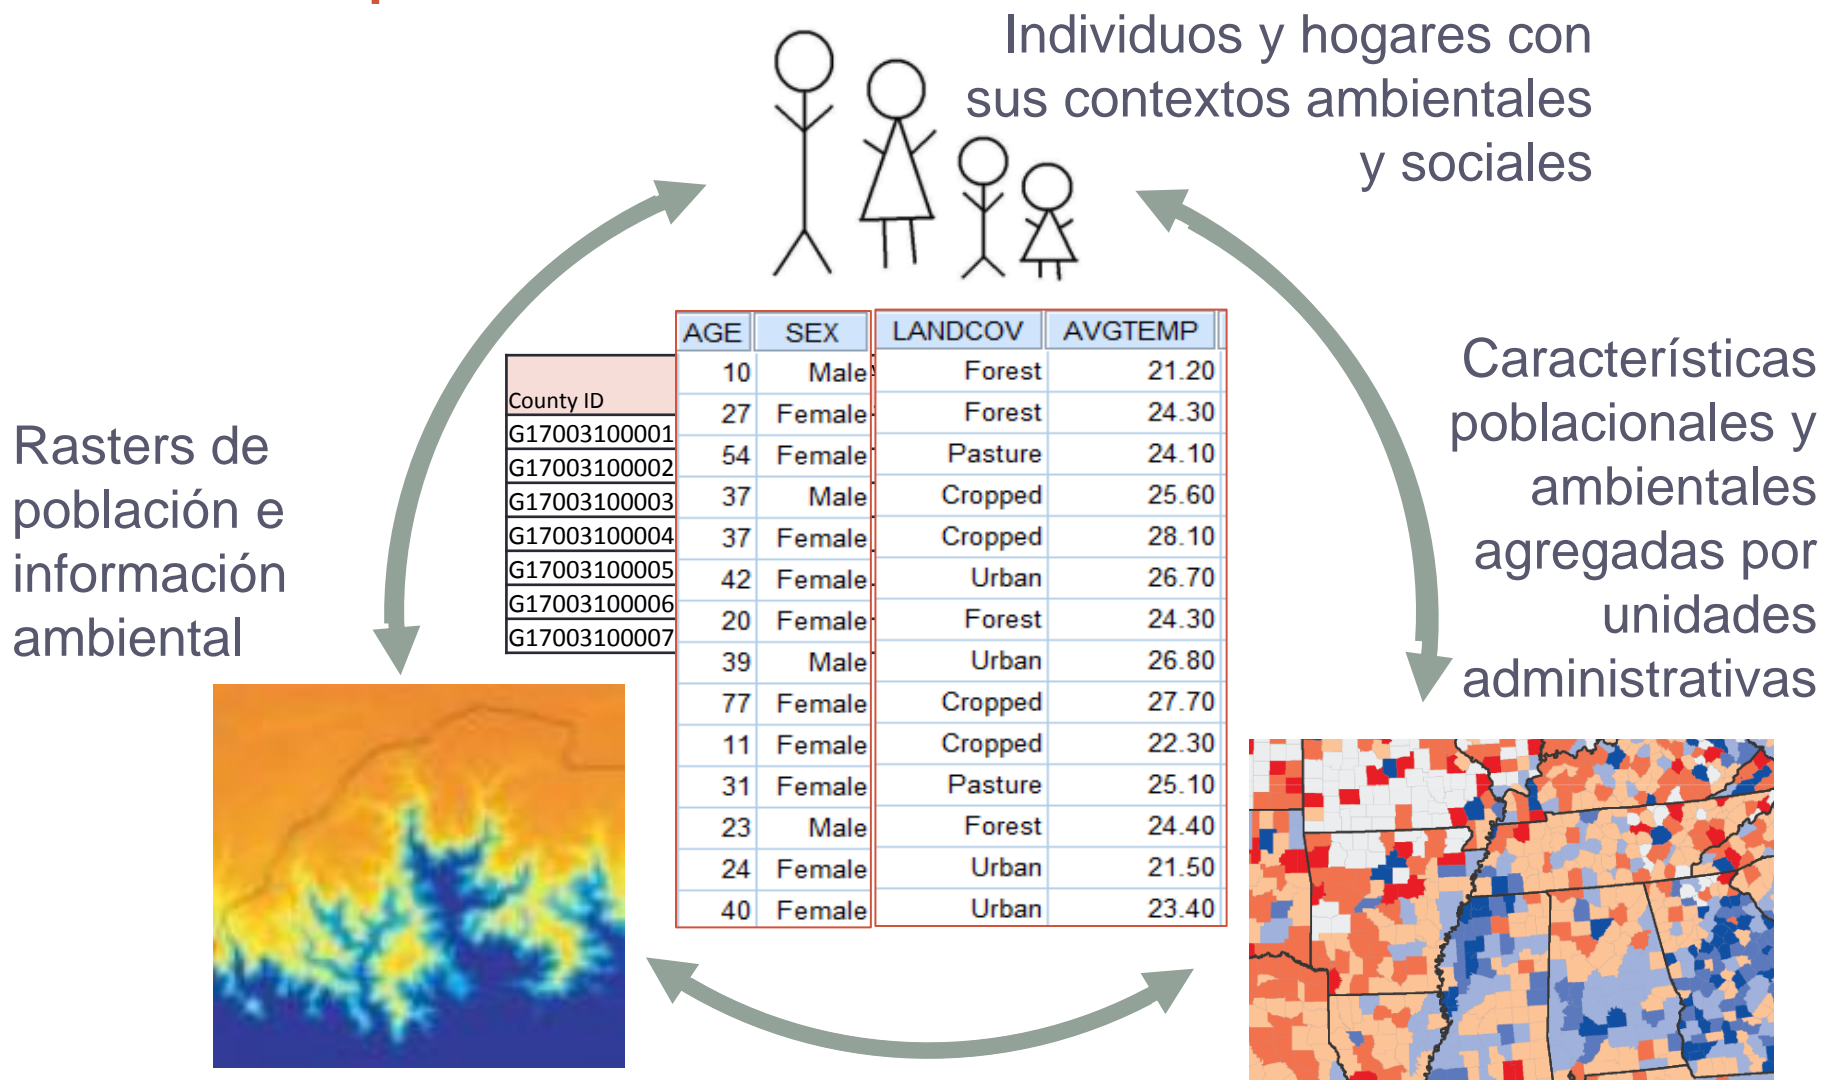 Individuos y hogares con
sus contextos ambientales
y sociales
Rasters de
población e
información
ambiental
Características
poblacionales y
ambientales
agregadas por
unidades
administrativas
County ID
G17003100001
G17003100002
G17003100003
G17003100004
G17003100005
G17003100006
G17003100007
AGE SEX LANDCOV AVGTEMP
10 Male Forest 21.20
27 Female Forest 24.30
54 Female Pasture 24.10
37 Male Cropped 25.60
37 Female Cropped 28.10
42 Female Urban 26.70
20 Female Forest 24.30
39 Male Urban 26.80
77 Female Cropped 27.70
11 Female Cropped 22.30
31 Female Pasture 25.10
23 Male Forest 24.40
24 Female Urban 21.50
40 Female Urban 23.40